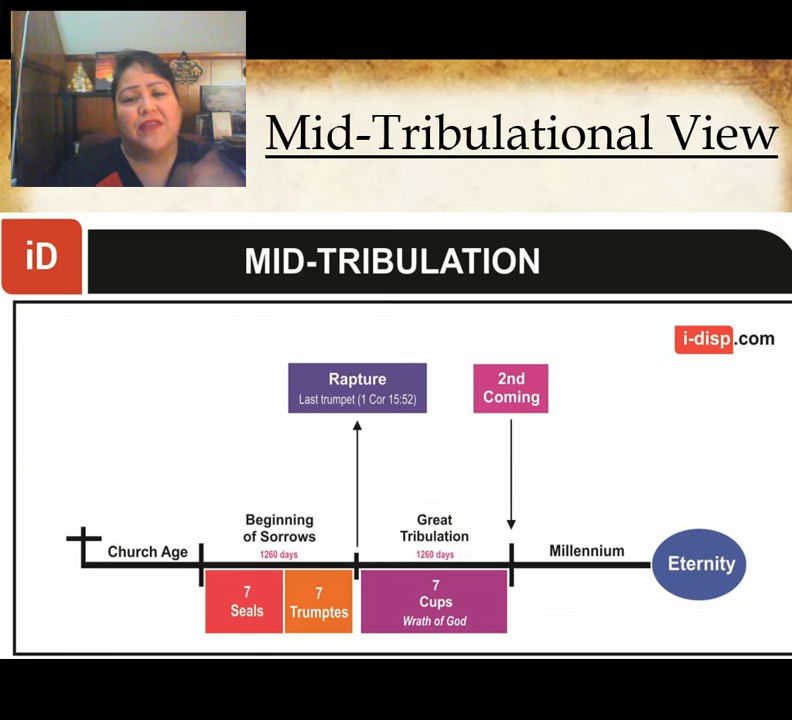 Mid-Tribulational View
iD
MID-TRIBULATION
i-disp.com
Rapture
Last trumpet (1 Cor 15:52)
2nd
Coming
Church Age
Beginning
of Sorrows
1260 days
Great
Tribulation
1260 days
Millennium
Eternity
7
Seals
7
Trumptes
7
Cups
Wrath of God